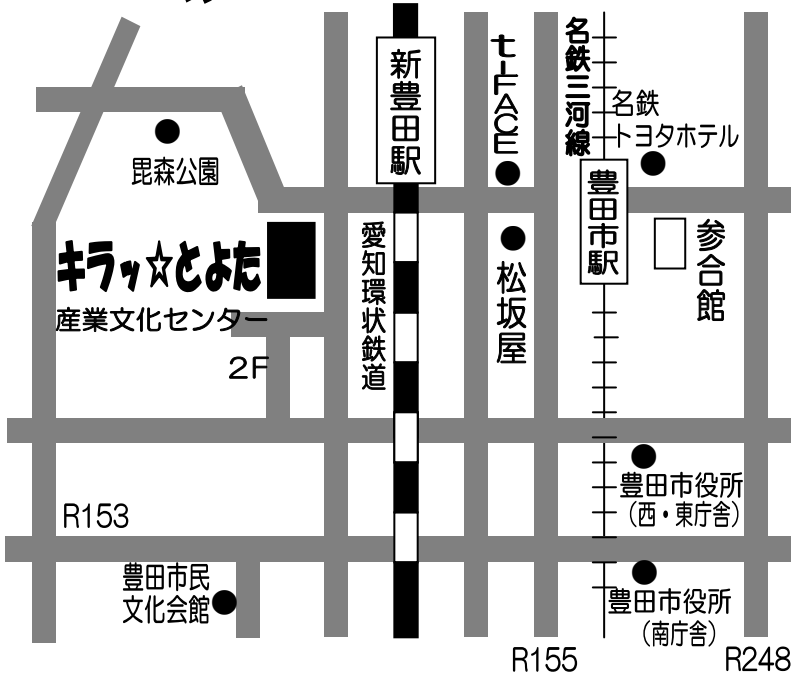 新豊田駅
t-FACE
名鉄三河線
名鉄
トヨタホテル
毘森公園
豊田市駅
参合館
キラッ☆とよた
産業文化センター
2F
愛知環状鉄道
松坂屋
豊田市役所
(西・東庁舎)
R153
豊田市民
文化会館
豊田市役所
(南庁舎)
R155
R248